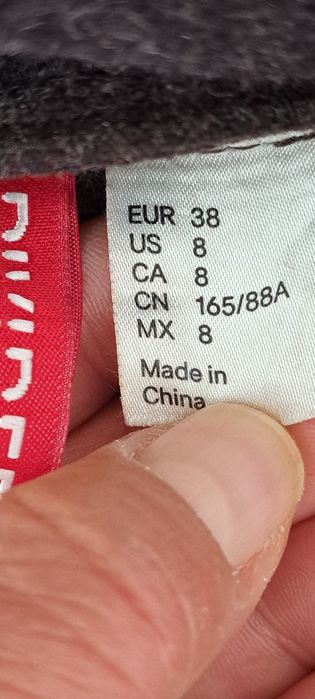 EUR 38
US 8
CA 8
CN 165/88A
MX 8
Made in
China